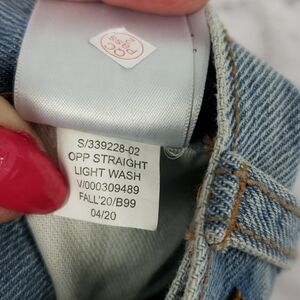 S/339228-02
OPP STRAIGHT
LIGHT WASH
V/000309489
FALL'20/B99
04/20